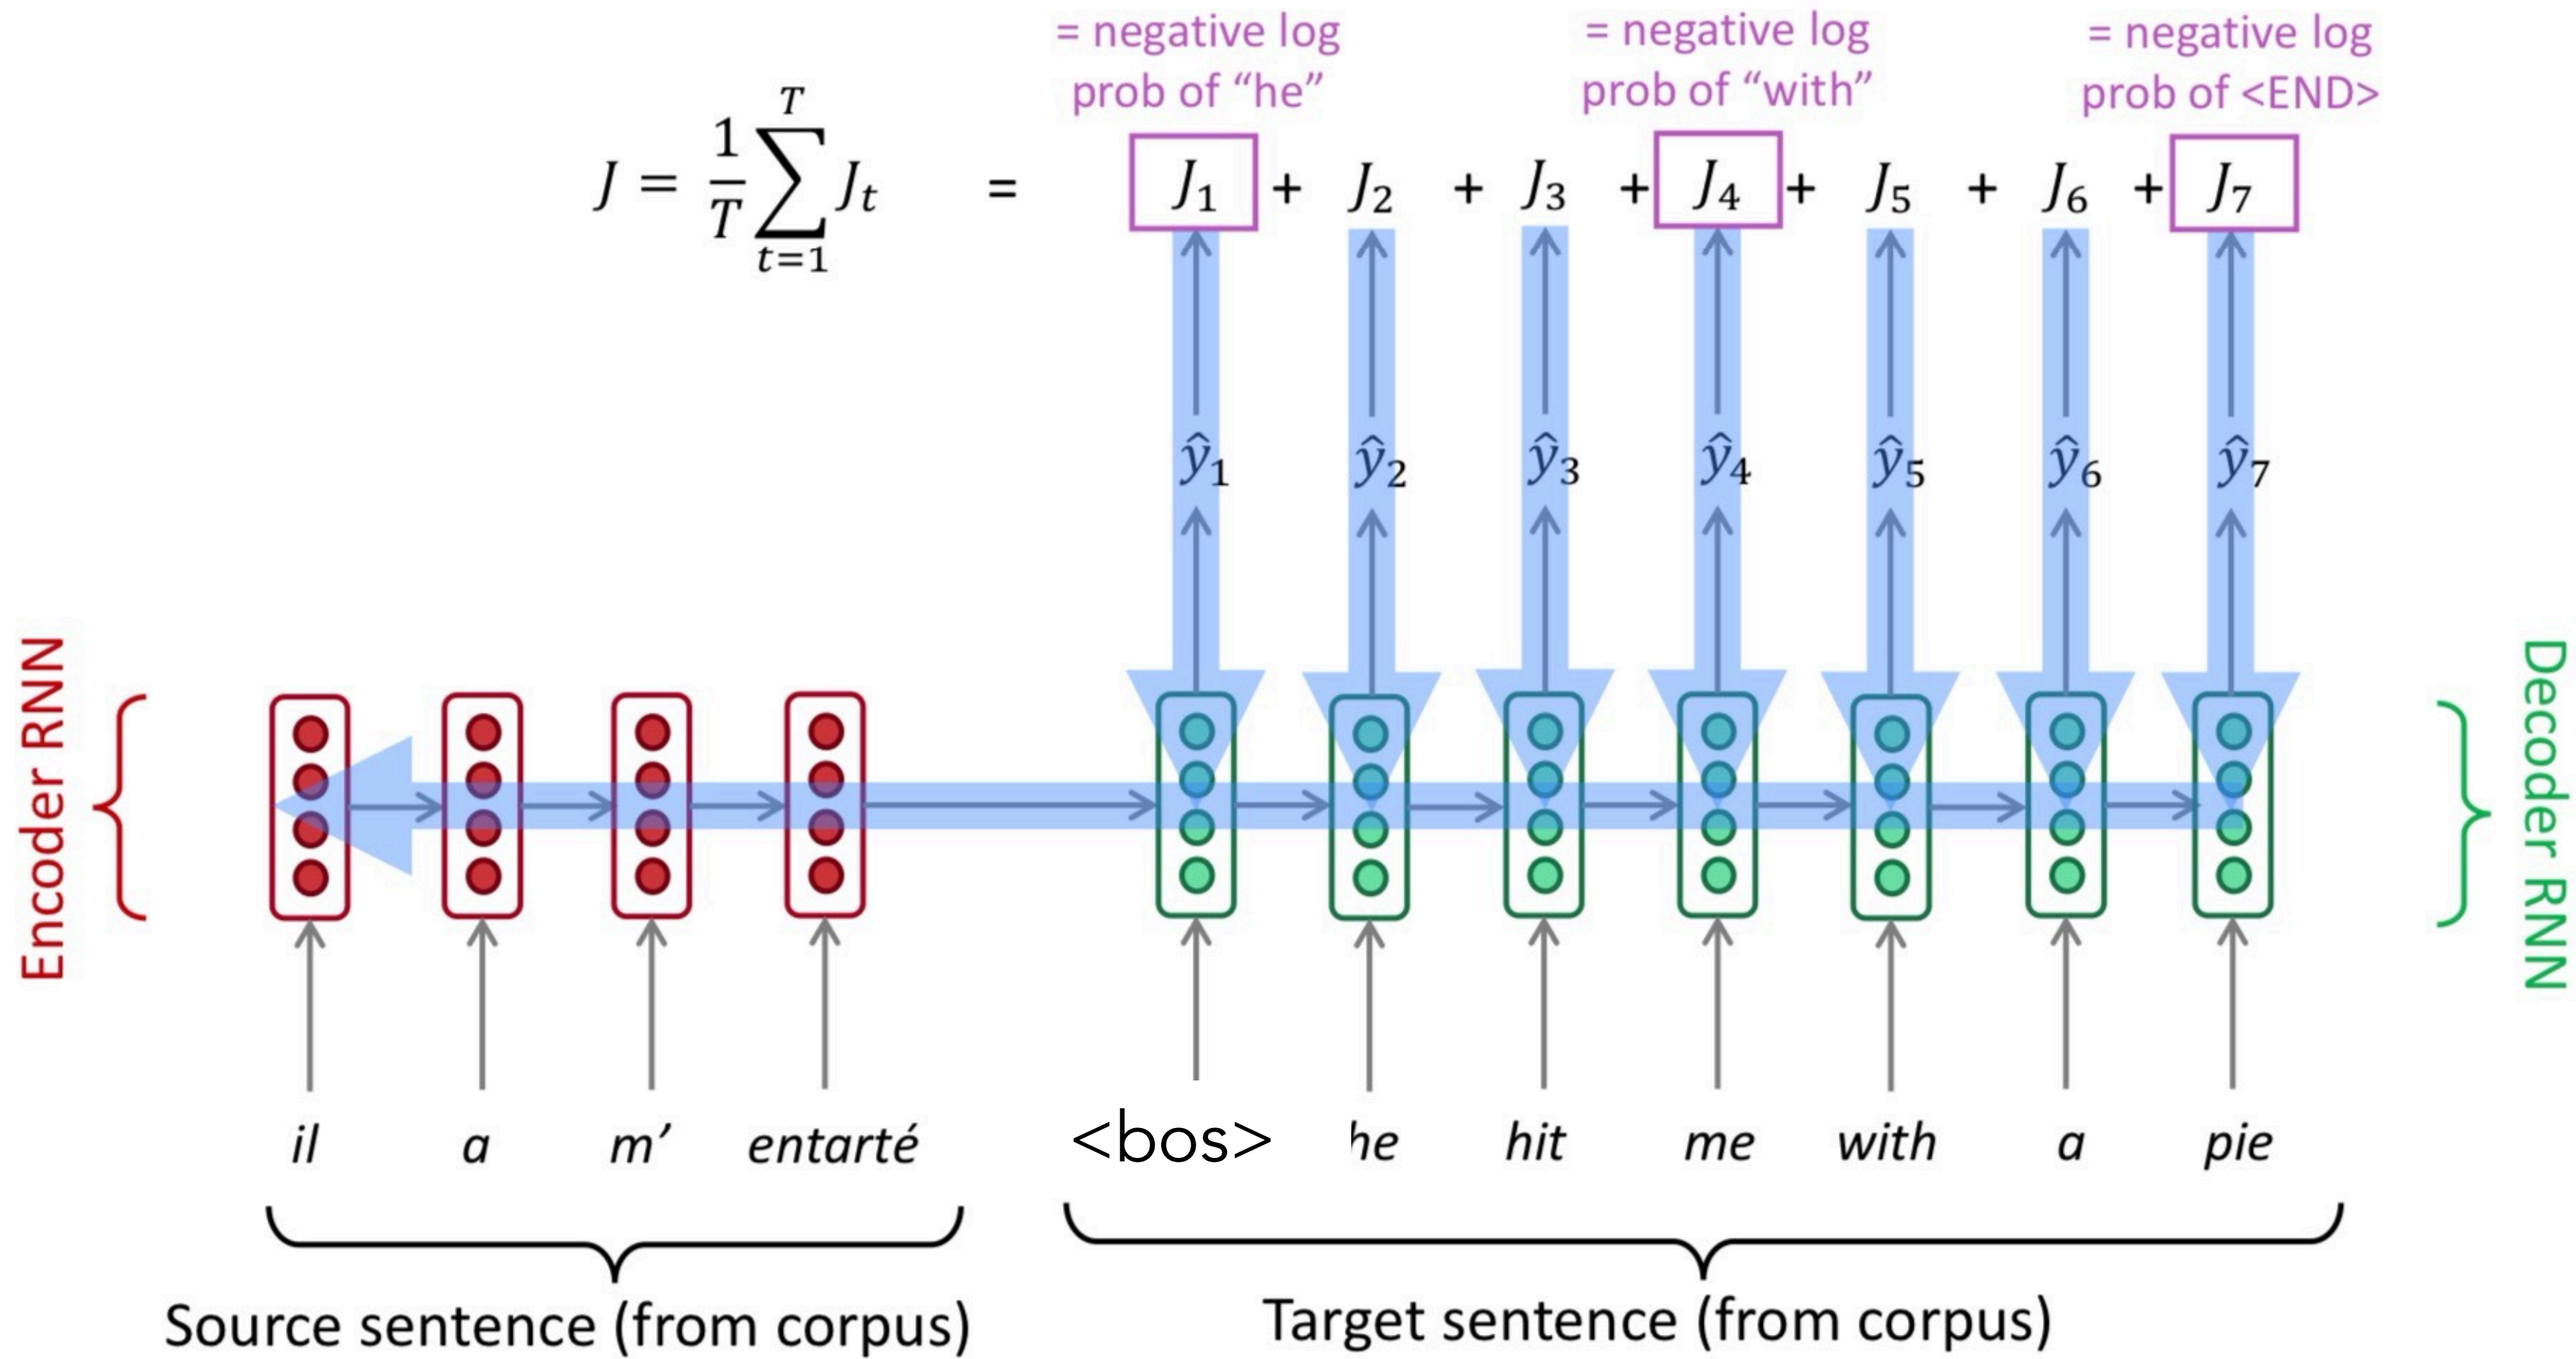 = negative log
prob of “he”
= negative log
prob of “with”
= negative log
prob of <END>
J = 1/T ∑_{t=1}^{T} J_t = J₁ + J₂ + J₃ + J₄ + J₅ + J₆ + J₇
ŷ₁ ŷ₂ ŷ₃ ŷ₄ ŷ₅ ŷ₆ ŷ₇
Encoder RNN
Decoder RNN
il a m’ entarté <bos> he hit me with a pie
Source sentence (from corpus)
Target sentence (from corpus)